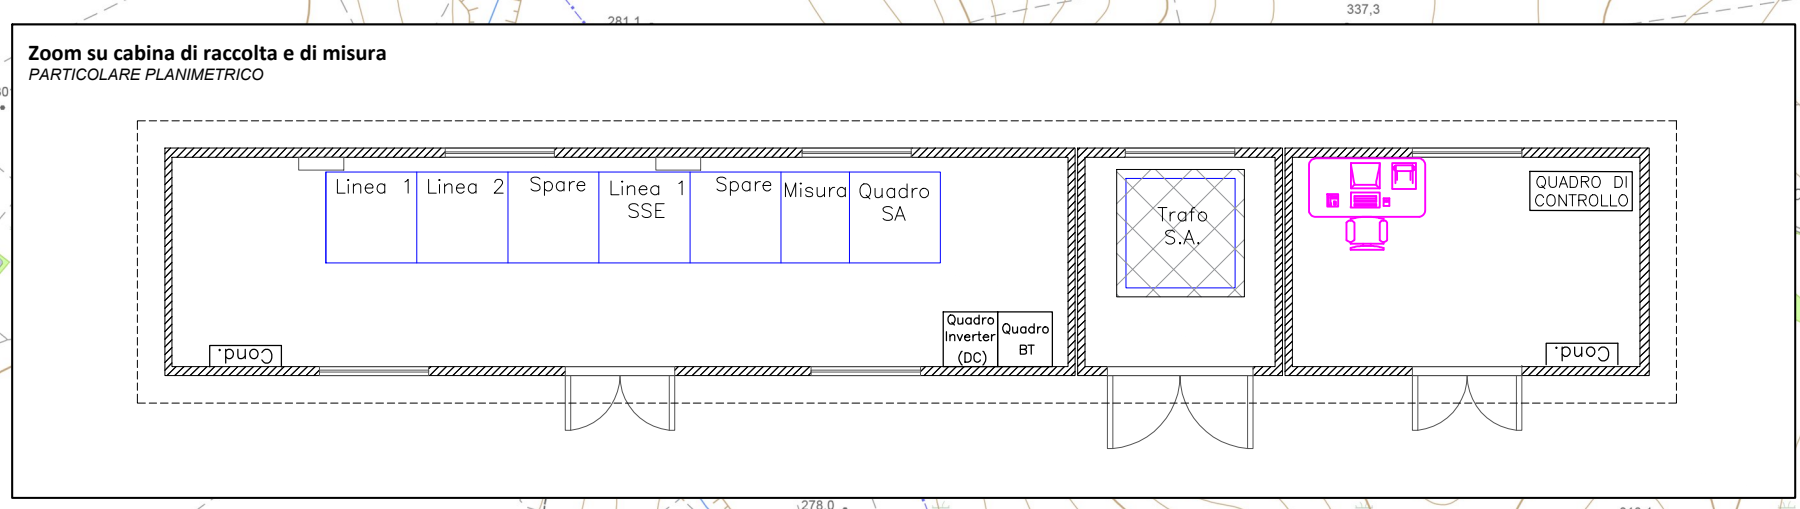 281,1
337,3
Zoom su cabina di raccolta e di misura
PARTICOLARE PLANIMETRICO
Linea 1
Linea 2
Spare
Linea 1
SSE
Spare
Misura
Quadro
SA
Trafo
S.A.
QUADRO DI
CONTROLLO
Quadro
Inverter
(DC)
Quadro
BT
Cond.
Cond.
278,0